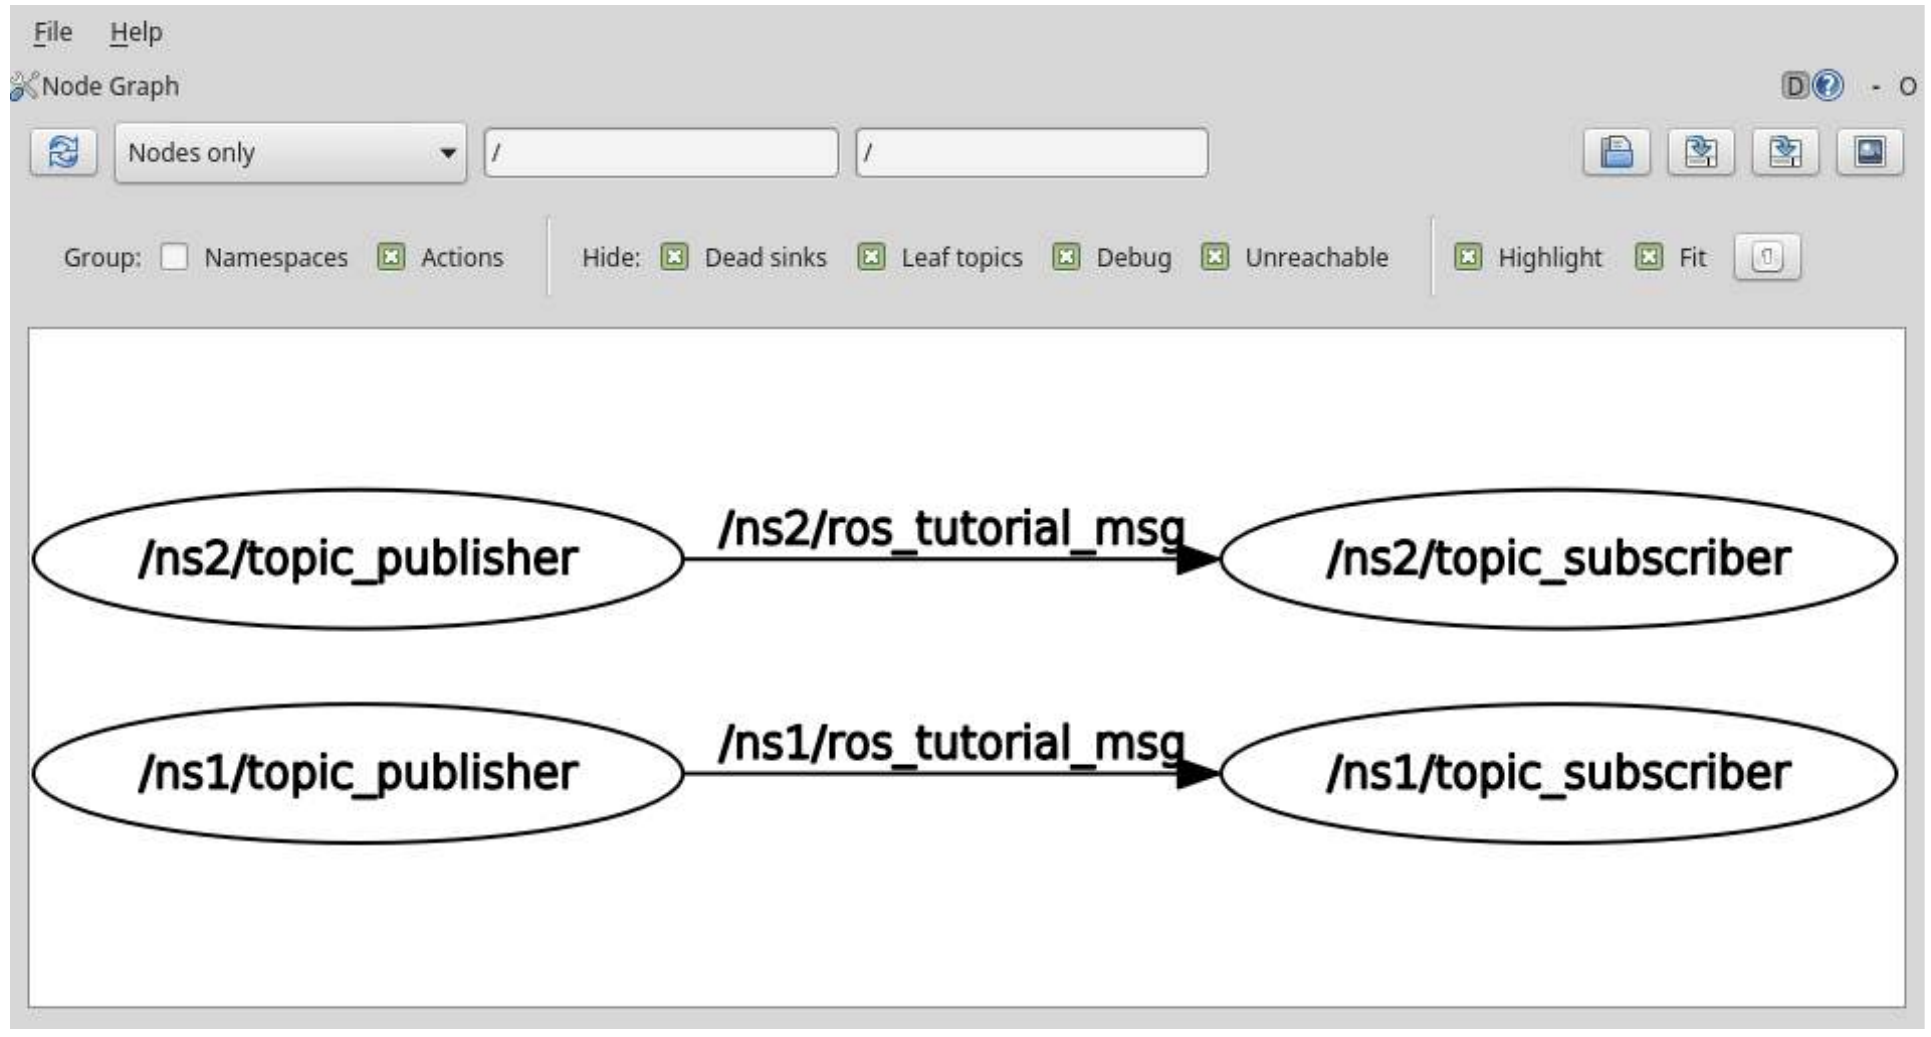 File Help
Node Graph D - O
Nodes only / /
Group: Namespaces Actions Hide: Dead sinks Leaf topics Debug Unreachable Highlight Fit
/ns2/topic_publisher /ns2/ros_tutorial_msg /ns2/topic_subscriber
/ns1/topic_publisher /ns1/ros_tutorial_msg /ns1/topic_subscriber